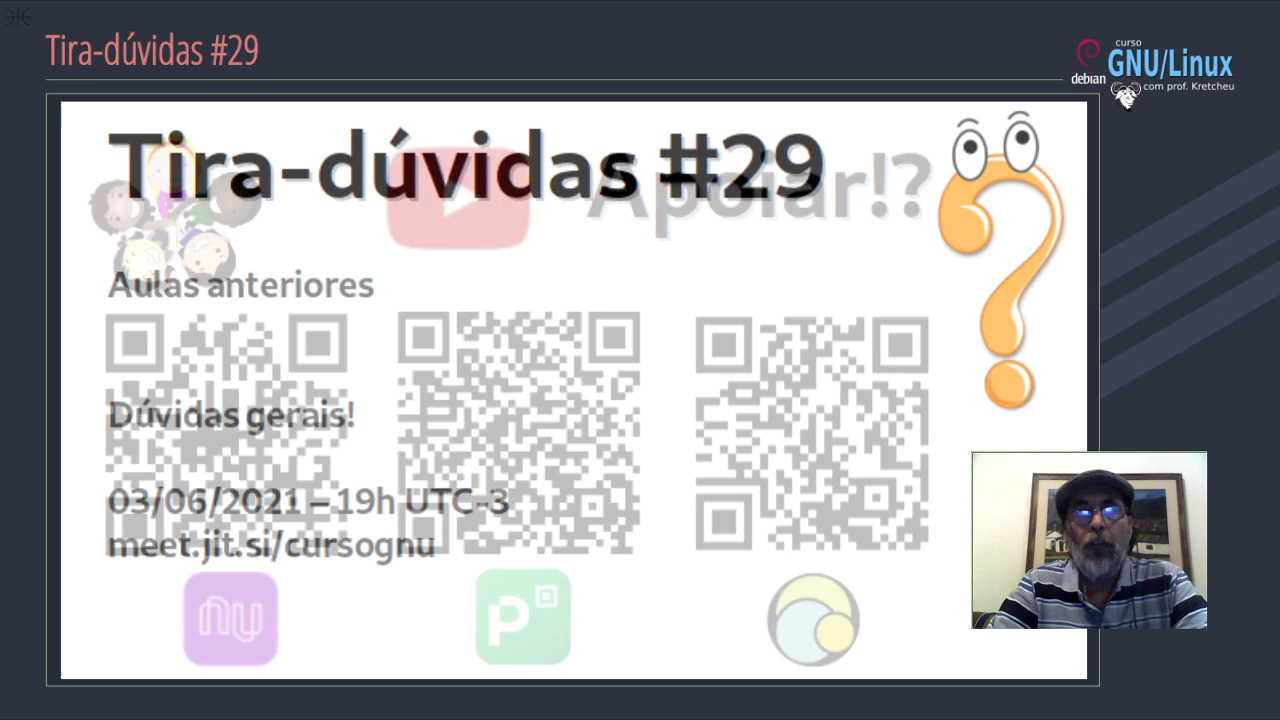 Tira-dúvidas #29
curso
GNU/Linux
debian
com prof. Kretcheu
Tira-dúvidas #29
Apoiar!?
Aulas anteriores
Dúvidas gerais!
03/06/2021 – 19h UTC-3
meet.jit.si/cursognu
nu
P